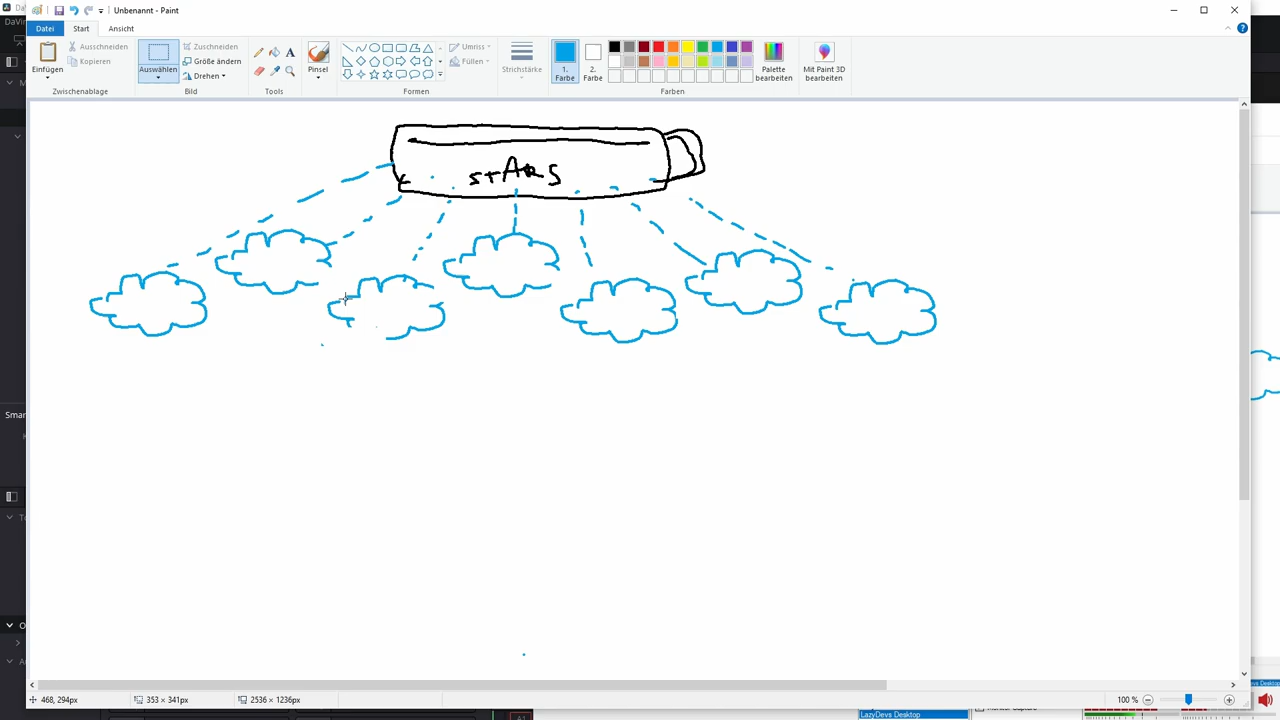 Unbenannt - Paint
Datei Start Ansicht
Einfügen
Ausschneiden
Kopieren
Zwischenablage
Auswählen
Zuschneiden
Größe ändern
Drehen
Bild
Tools
Pinsel
Formen
Umriss
Füllen
Strichstärke
1. Farbe
2. Farbe
Palette bearbeiten
Mit Paint 3D bearbeiten
Farben
stARS
Smar
468, 294px
353 × 341px
2536 × 1236px
100 %
LazyDevs Desktop
A1